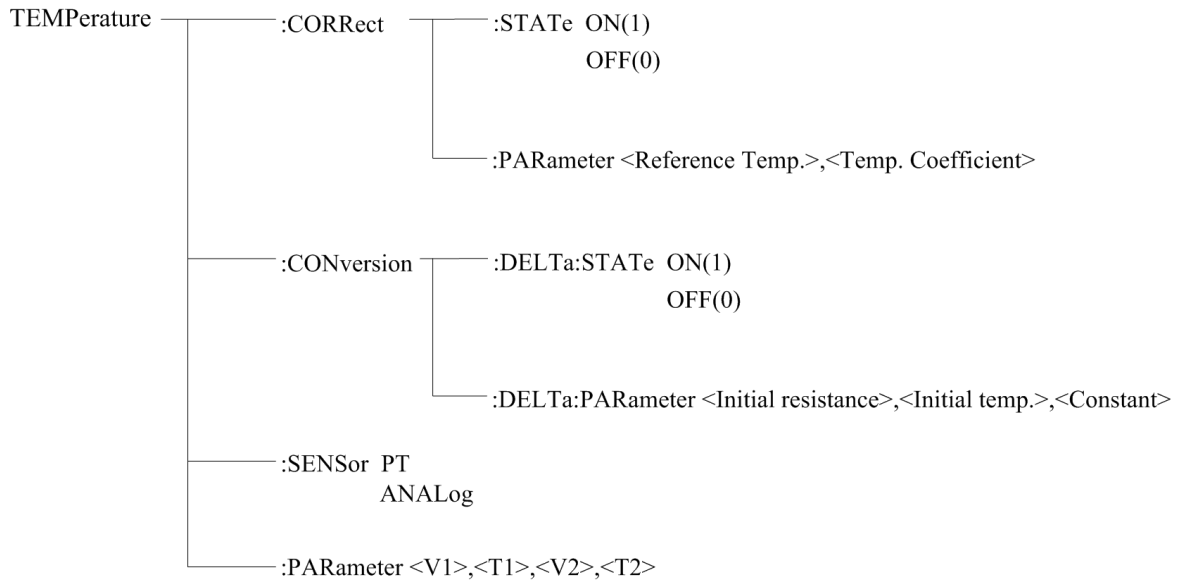 TEMPerature :CORRect :STATe ON(1)
OFF(0)
:PARameter <Reference Temp.>,<Temp. Coefficient>
:CONversion :DELTa:STATe ON(1)
OFF(0)
:DELTa:PARameter <Initial resistance>,<Initial temp.>,<Constant>
:SENSor PT
ANALog
:PARameter <V1>,<T1>,<V2>,<T2>